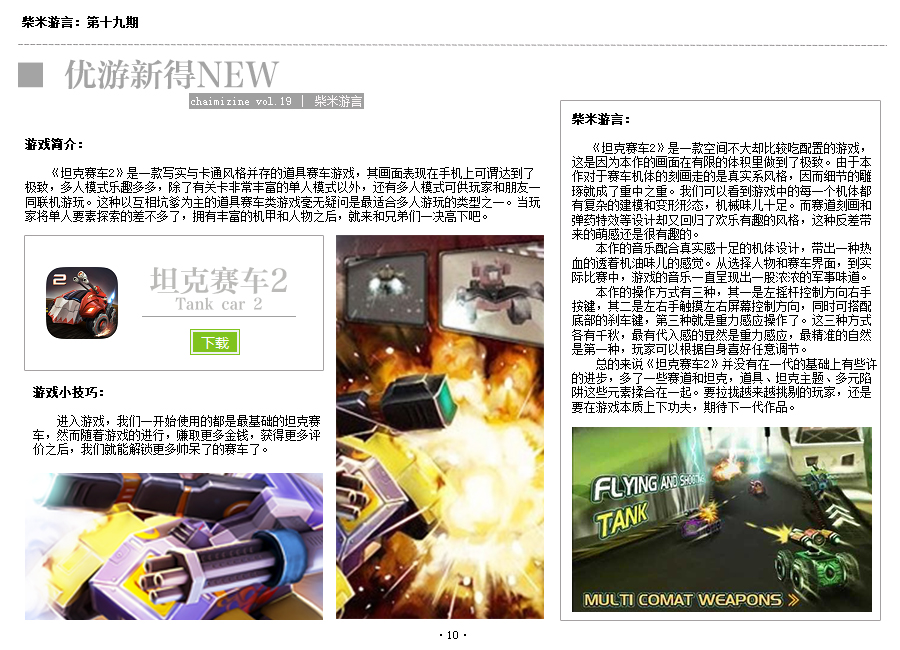 柴米游言：第十九期
优游新得NEW
chaimizine vol.19 | 柴米游言
游戏简介：
《坦克赛车2》是一款写实与卡通风格并存的道具赛车游戏，其画面表现在手机上可谓达到了
极致，多人模式乐趣多多，除了有关卡非常丰富的单人模式以外，还有多人模式可供玩家和朋友一
同联机游玩。这种以互相坑爹为主的道具赛车类游戏毫无疑问是最适合多人游玩的类型之一。当玩
家将单人要素探索的差不多了，拥有丰富的机甲和人物之后，就来和兄弟们一决高下吧。
2
坦克赛车2
Tank car 2
下载
游戏小技巧：
进入游戏，我们一开始使用的都是最基础的坦克赛
车，然而随着游戏的进行，赚取更多金钱，获得更多评
价之后，我们就能解锁更多帅呆了的赛车了。
柴米游言：
《坦克赛车2》是一款空间不大却比较吃配置的游戏，
这是因为本作的画面在有限的体积里做到了极致。由于本
作对于赛车机体的刻画走的是真实系风格，因而细节的雕
琢就成了重中之重。我们可以看到游戏中的每一个机体都
有复杂的建模和变形形态，机械味儿十足。而赛道刻画和
弹药特效等设计却又回归了欢乐有趣的风格，这种反差带
来的萌感还是很有趣的。
本作的音乐配合真实感十足的机体设计，带出一种热
血的透着机油味儿的感觉。从选择人物和赛车界面，到实
际比赛中，游戏的音乐一直呈现出一股浓浓的军事味道。
本作的操作方式有三种，其一是左摇杆控制方向右手
按键，其二是左右手触摸左右屏幕控制方向，同时可搭配
底部的刹车键，第三种就是重力感应操作了。这三种方式
各有千秋，最有代入感的显然是重力感应，最精准的自然
是第一种，玩家可以根据自身喜好任意调节。
总的来说《坦克赛车2》并没有在一代的基础上有些许
的进步，多了一些赛道和坦克，道具、坦克主题、多元陷
阱这些元素揉合在一起。要拉拢越来越挑剔的玩家，还是
要在游戏本质上下功夫，期待下一代作品。
FLYING AND SHOOTING
TANK
MULTI COMAT WEAPONS
· 10 ·